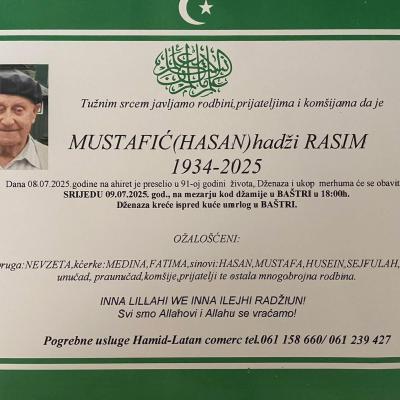 Tužnim srcem javljamo rodbini,prijateljima i komšijama da je
MUSTAFIĆ(HASAN)hadži RASIM
1934-2025
Dana 08.07.2025.godine na ahiret je preselio u 91-oj godini života, Dženaza i ukop merhuma će se obavit
SRIJEDU 09.07.2025. god., na mezarju kod džamije u BAŠTRI u 18:00h.
Dženaza kreće ispred kuće umrlog u BAŠTRI.
OŽALOŠĆENI:
pruga:NEVZETA,kćerke:MEDINA,FATIMA,sinovi:HASAN,MUSTAFA,HUSEIN,SEJFULAH,
unučad, praunučad,komšije,prijatelji te ostala mnogobrojna rodbina.
INNA LILLAHI WE INNA ILEJHI RADŽIUN!
Svi smo Allahovi i Allahu se vraćamo!
Pogrebne usluge Hamid-Latan comerc tel.061 158 660/ 061 239 427